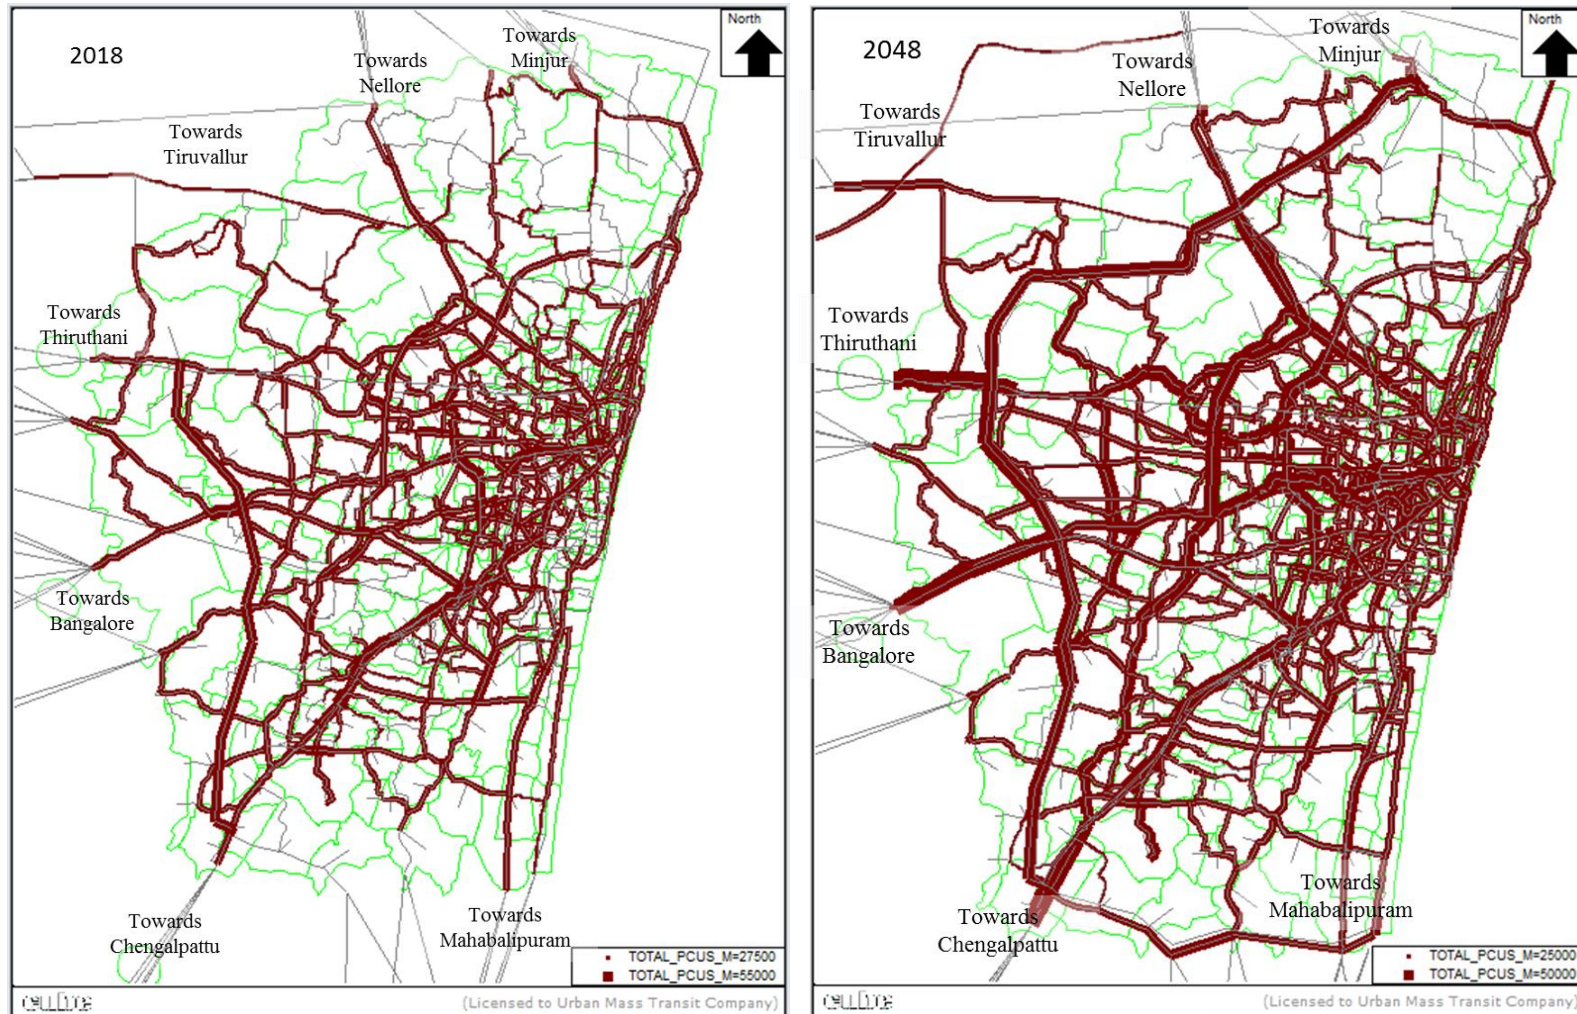 2018
North
Towards
Nellore
Towards
Minjur
Towards
Tiruvallur
Towards
Thiruthani
Towards
Bangalore
Towards
Chengalpattu
Towards
Mahabalipuram
TOTAL_PCUS_M=27500
TOTAL_PCUS_M=55000
(Licensed to Urban Mass Transit Company)
2048
North
Towards
Nellore
Towards
Minjur
Towards
Tiruvallur
Towards
Thiruthani
Towards
Bangalore
Towards
Chengalpattu
Towards
Mahabalipuram
TOTAL_PCUS_M=25000
TOTAL_PCUS_M=50000
(Licensed to Urban Mass Transit Company)